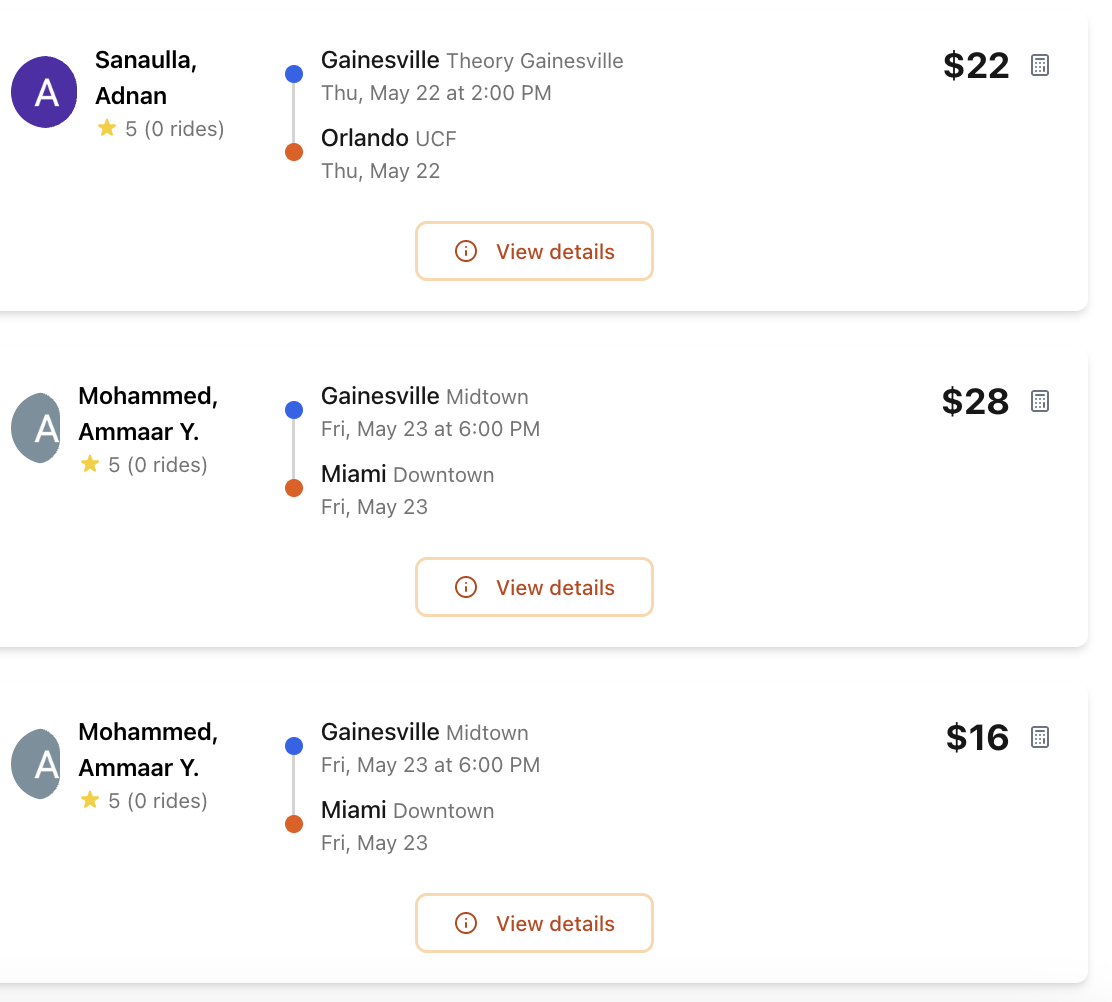 A
Sanaulla,
Adnan
5 (0 rides)
Gainesville Theory Gainesville
Thu, May 22 at 2:00 PM
Orlando UCF
Thu, May 22
$22
View details
A
Mohammed,
Ammaar Y.
5 (0 rides)
Gainesville Midtown
Fri, May 23 at 6:00 PM
Miami Downtown
Fri, May 23
$28
View details
A
Mohammed,
Ammaar Y.
5 (0 rides)
Gainesville Midtown
Fri, May 23 at 6:00 PM
Miami Downtown
Fri, May 23
$16
View details